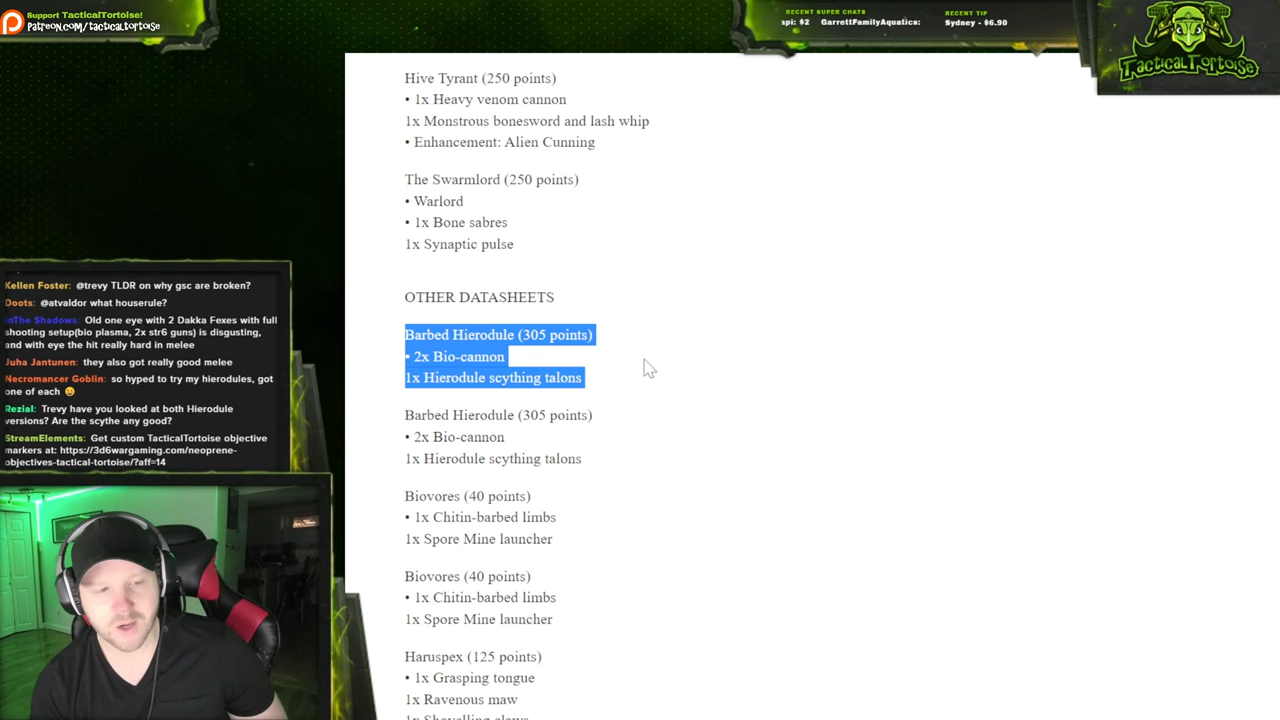 Support TacticalTortoise!
Patreon.com/tacticaltortoise
RECENT SUPER CHATS
spi: $2 GarrettFamilyAquatics:
RECENT TIP
Sydney - $6.90
TACTICALTORTOISE
Hive Tyrant (250 points)
• 1x Heavy venom cannon
1x Monstrous bonesword and lash whip
• Enhancement: Alien Cunning
The Swarmlord (250 points)
• Warlord
• 1x Bone sabres
1x Synaptic pulse
OTHER DATASHEETS
Barbed Hierodule (305 points)
• 2x Bio-cannon
1x Hierodule scything talons
Barbed Hierodule (305 points)
• 2x Bio-cannon
1x Hierodule scything talons
Biovores (40 points)
• 1x Chitin-barbed limbs
1x Spore Mine launcher
Biovores (40 points)
• 1x Chitin-barbed limbs
1x Spore Mine launcher
Haruspex (125 points)
• 1x Grasping tongue
1x Ravenous maw
1x Shovelling claws
Kellen Foster: @trevy TLDR on why gsc are broken?
Doots: @atvaldor what houserule?
InThe Shadows: Old one eye with 2 Dakka Fexes with full
shooting setup(bio plasma, 2x str6 guns) is disgusting,
and with eye the hit really hard in melee
Juha Jantunen: they also got really good melee
Necromancer Goblin: so hyped to try my hierodules, got
one of each 😃
Rezial: Trevy have you looked at both Hierodule
versions? Are the scythe any good?
StreamElements: Get custom TacticalTortoise objective
markers at: https://3d6wargaming.com/neoprene-
objectives-tactical-tortoise/?aff=14